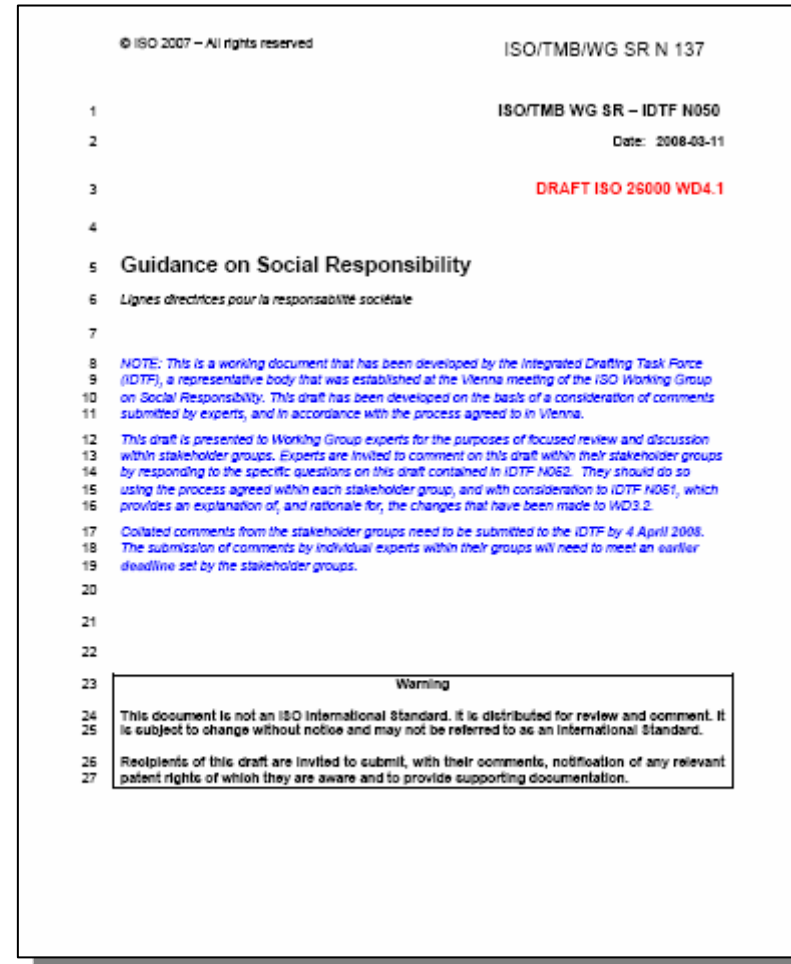 © ISO 2007 – All rights reserved
ISO/TMB/WG SR N 137
1 ISO/TMB WG SR – IDTF N050
2 Date: 2008-03-11
3 DRAFT ISO 26000 WD4.1
4
5 Guidance on Social Responsibility
6 Lignes directrices pour la responsabilité sociétale
7
8 NOTE: This is a working document that has been developed by the Integrated Drafting Task Force
9 (IDTF), a representative body that was established at the Vienna meeting of the ISO Working Group
10 on Social Responsibility. This draft has been developed on the basis of a consideration of comments
11 submitted by experts, and in accordance with the process agreed to in Vienna.
12 This draft is presented to Working Group experts for the purposes of focused review and discussion
13 within stakeholder groups. Experts are invited to comment on this draft within their stakeholder groups
14 by responding to the specific questions on this draft contained in IDTF N052. They should do so
15 using the process agreed within each stakeholder group, and with consideration to IDTF N051, which
16 provides an explanation of, and rationale for, the changes that have been made to WD3.2.
17 Collated comments from the stakeholder groups need to be submitted to the IDTF by 4 April 2008.
18 The submission of comments by individual experts within their groups will need to meet an earlier
19 deadline set by the stakeholder groups.
20
21
22
23 Warning
24 This document is not an ISO International Standard. It is distributed for review and comment. It
25 is subject to change without notice and may not be referred to as an International Standard.
26 Recipients of this draft are invited to submit, with their comments, notification of any relevant
27 patent rights of which they are aware and to provide supporting documentation.